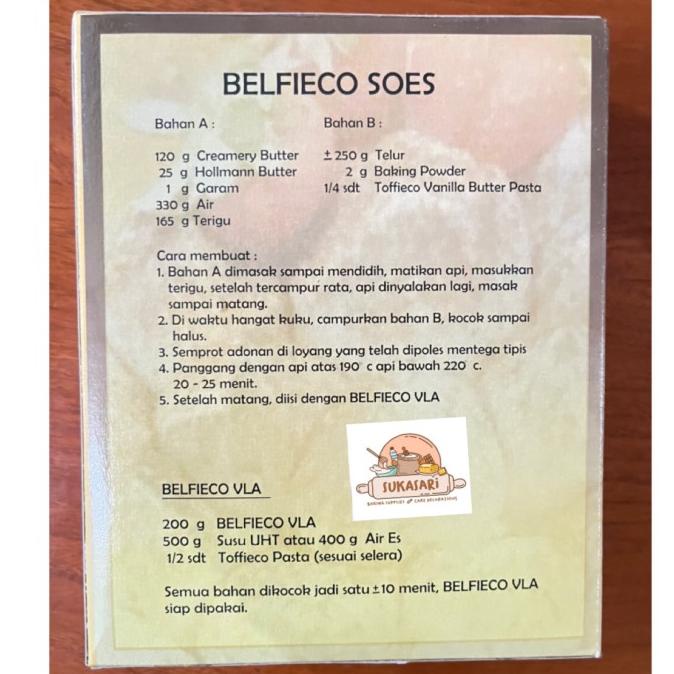 BELFIECO SOES
Bahan A :
120 g Creamery Butter
25 g Hollmann Butter
1 g Garam
330 g Air
165 g Terigu
Bahan B :
± 250 g Telur
2 g Baking Powder
1/4 sdt Toffieco Vanilla Butter Pasta
Cara membuat :
1. Bahan A dimasak sampai mendidih, matikan api, masukkan
terigu, setelah tercampur rata, api dinyalakan lagi, masak
sampai matang.
2. Di waktu hangat kuku, campurkan bahan B, kocok sampai
halus.
3. Semprot adonan di loyang yang telah dipoles mentega tipis
4. Panggang dengan api atas 190° c api bawah 220° c.
20 - 25 menit.
5. Setelah matang, diisi dengan BELFIECO VLA
SUKASARI
BAKING SUPPLIES & CAKE DECORATIONS
BELFIECO VLA
200 g BELFIECO VLA
500 g Susu UHT atau 400 g Air Es
1/2 sdt Toffieco Pasta (sesuai selera)
Semua bahan dikocok jadi satu ±10 menit, BELFIECO VLA
siap dipakai.